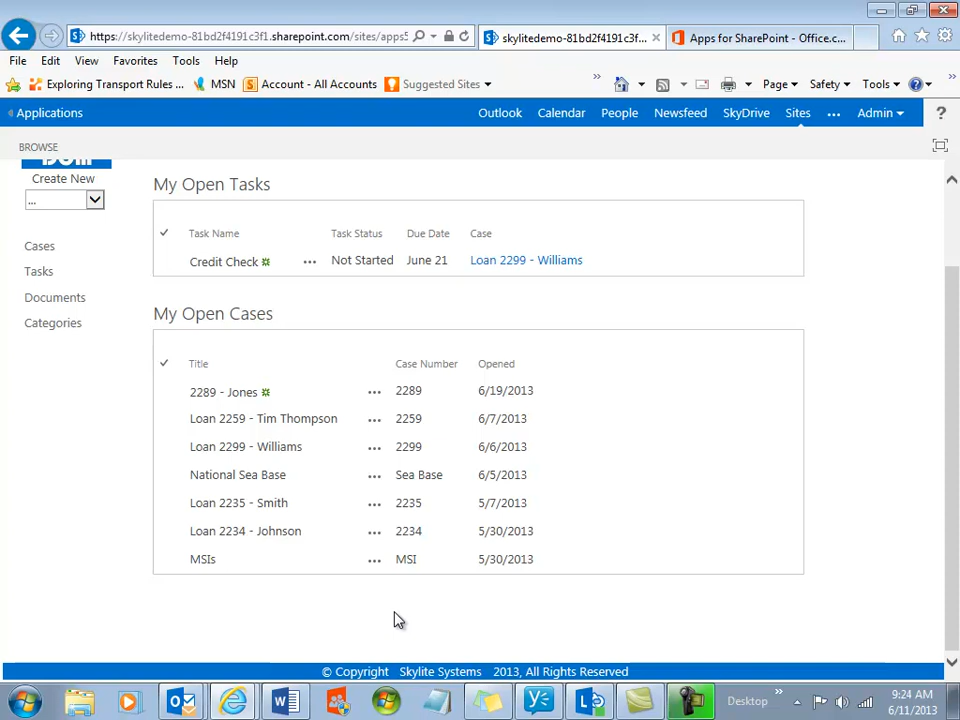 https://skylitedemo-81bd2f4191c3f1.sharepoint.com/sites/apps5
skylitedemo-81bd2f4191c3f...
Apps for SharePoint - Office.c...
File Edit View Favorites Tools Help
Exploring Transport Rules ... MSN Account - All Accounts Suggested Sites
Page Safety Tools
Applications
Outlook Calendar People Newsfeed SkyDrive Sites ... Admin ?
BROWSE
Create New
...
Cases
Tasks
Documents
Categories
My Open Tasks
Task Name Task Status Due Date Case
Credit Check ... Not Started June 21 Loan 2299 - Williams
My Open Cases
Title Case Number Opened
2289 - Jones ... 2289 6/19/2013
Loan 2259 - Tim Thompson ... 2259 6/7/2013
Loan 2299 - Williams ... 2299 6/6/2013
National Sea Base ... Sea Base 6/5/2013
Loan 2235 - Smith ... 2235 5/7/2013
Loan 2234 - Johnson ... 2234 5/30/2013
MSIs ... MSI 5/30/2013
© Copyright Skylite Systems 2013, All Rights Reserved
Desktop
9:24 AM
6/11/2013